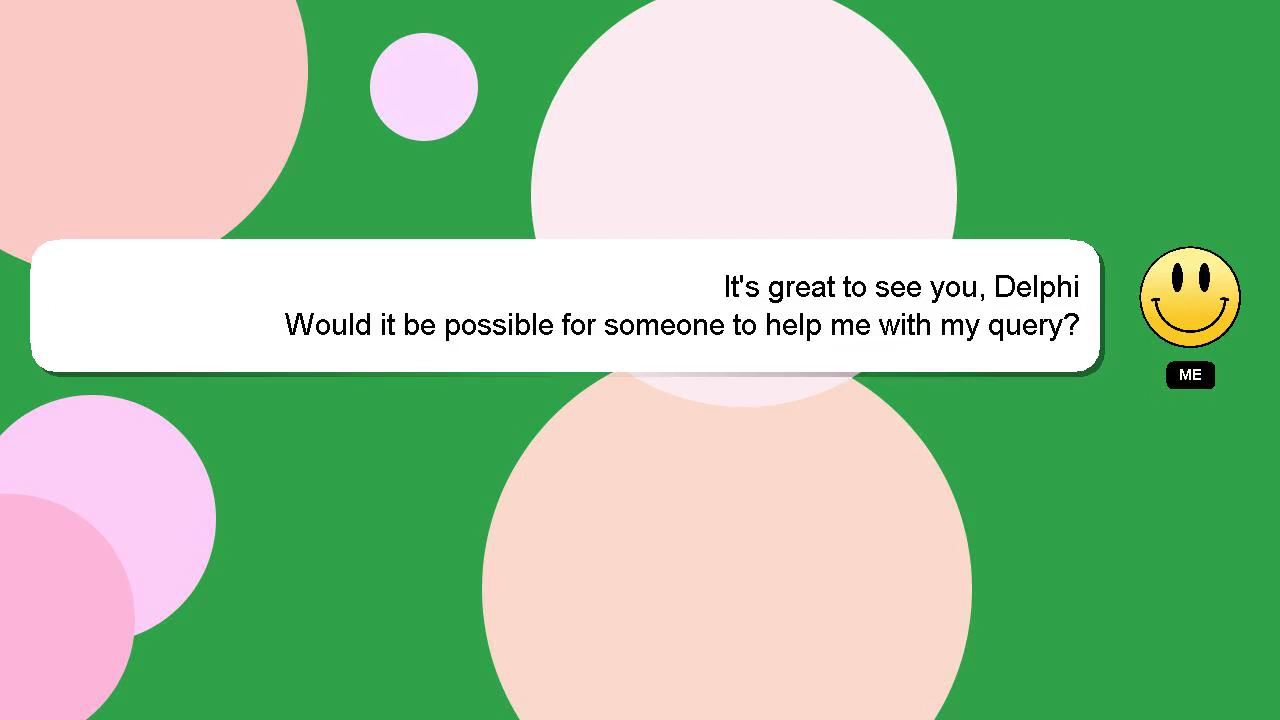 It's great to see you, Delphi
Would it be possible for someone to help me with my query?
ME